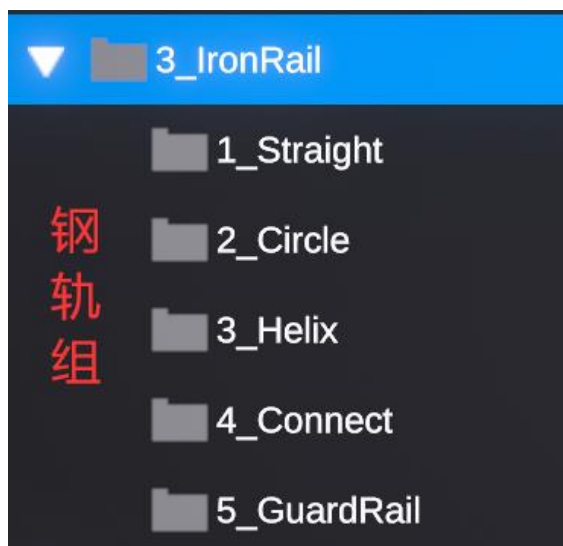 3_IronRail
1_Straight
2_Circle
3_Helix
4_Connect
5_GuardRail
钢
轨
组